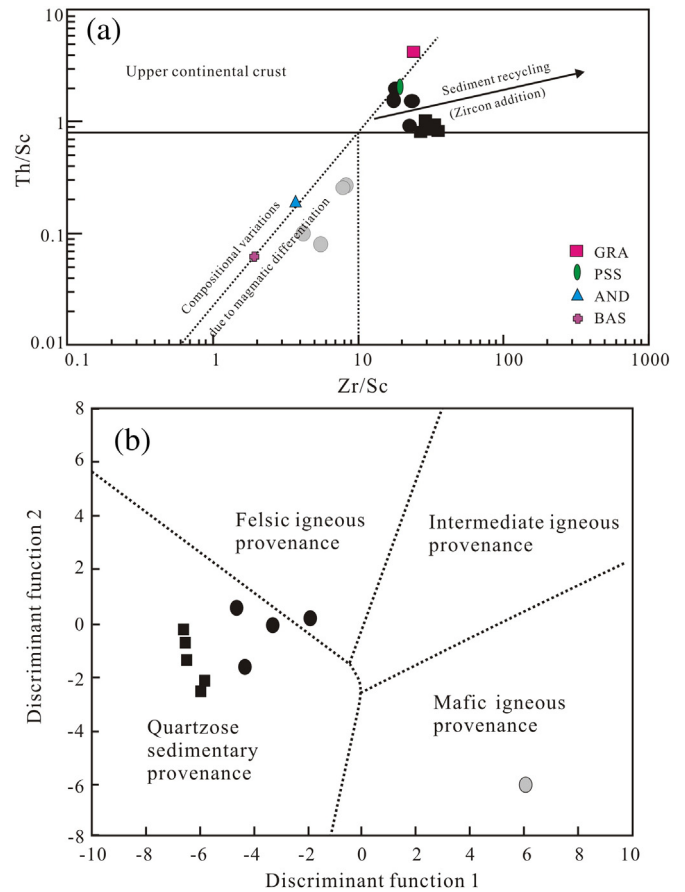 (a)
10
1
0.1
0.01
Th/Sc
Upper continental crust
Sediment recycling
(Zircon addition)
Compositional variations
due to magmatic differentiation
GRA
PSS
AND
BAS
0.1 1 10 100 1000
Zr/Sc
(b)
8
6
4
2
0
-2
-4
-6
-8
Discriminant function 2
Felsic igneous
provenance
Intermediate igneous
provenance
Mafic igneous
provenance
Quartzose
sedimentary
provenance
-10 -8 -6 -4 -2 0 2 4 6 8 10
Discriminant function 1